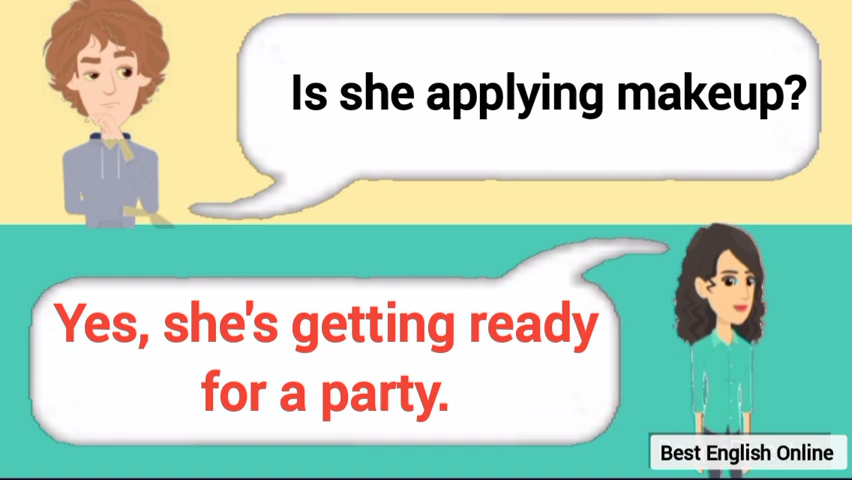 Is she applying makeup?
Yes, she's getting ready
for a party.
Best English Online